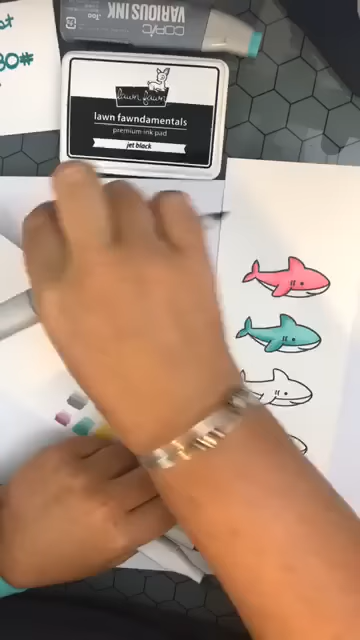 COPIC
VARIOUS INK
lawn fawn
lawn fawndamentals
premium ink pad
jet black